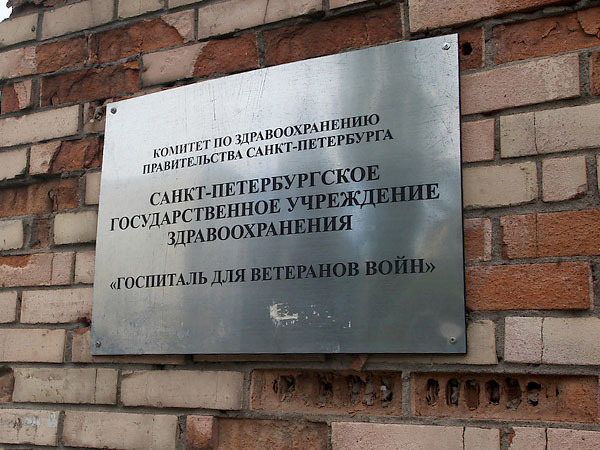 КОМИТЕТ ПО ЗДРАВООХРАНЕНИЮ
ПРАВИТЕЛЬСТВА САНКТ-ПЕТЕРБУРГА
САНКТ-ПЕТЕРБУРГСКОЕ
ГОСУДАРСТВЕННОЕ УЧРЕЖДЕНИЕ
ЗДРАВООХРАНЕНИЯ
«ГОСПИТАЛЬ ДЛЯ ВЕТЕРАНОВ ВОЙН»